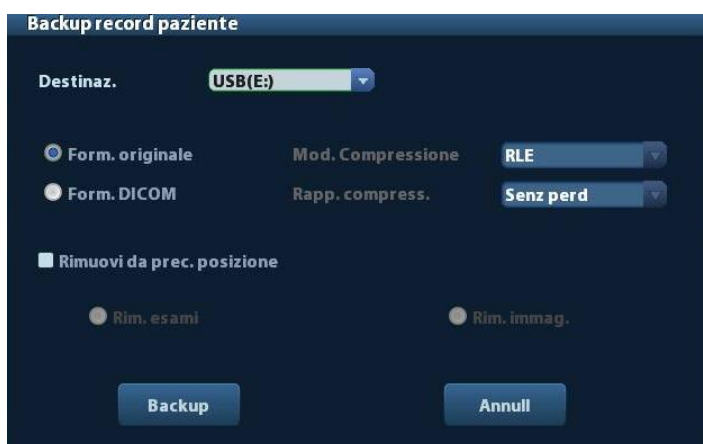 Backup record paziente
Destinaz. USB(E:)
Form. originale Mod. Compressione RLE
Form. DICOM Rapp. compress. Senz perd
Rimuovi da prec. posizione
Rim. esami Rim. immag.
Backup Annull